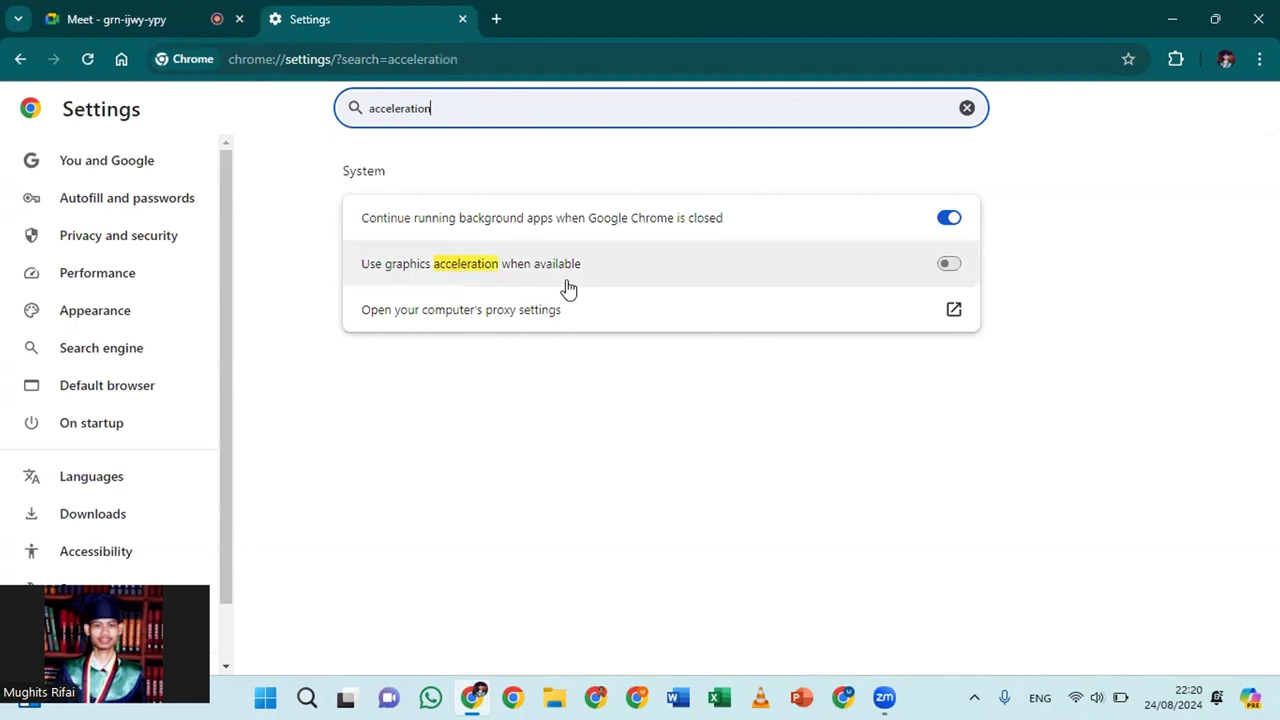 Meet - grn-ijwy-ypy
Settings
Chrome
chrome://settings/?search=acceleration
Settings
acceleration
You and Google
Autofill and passwords
Privacy and security
Performance
Appearance
Search engine
Default browser
On startup
Languages
Downloads
Accessibility
System
Continue running background apps when Google Chrome is closed
Use graphics acceleration when available
Open your computer's proxy settings
Mughits Rifai
zm
ENG
22:20
24/08/2024
PRE